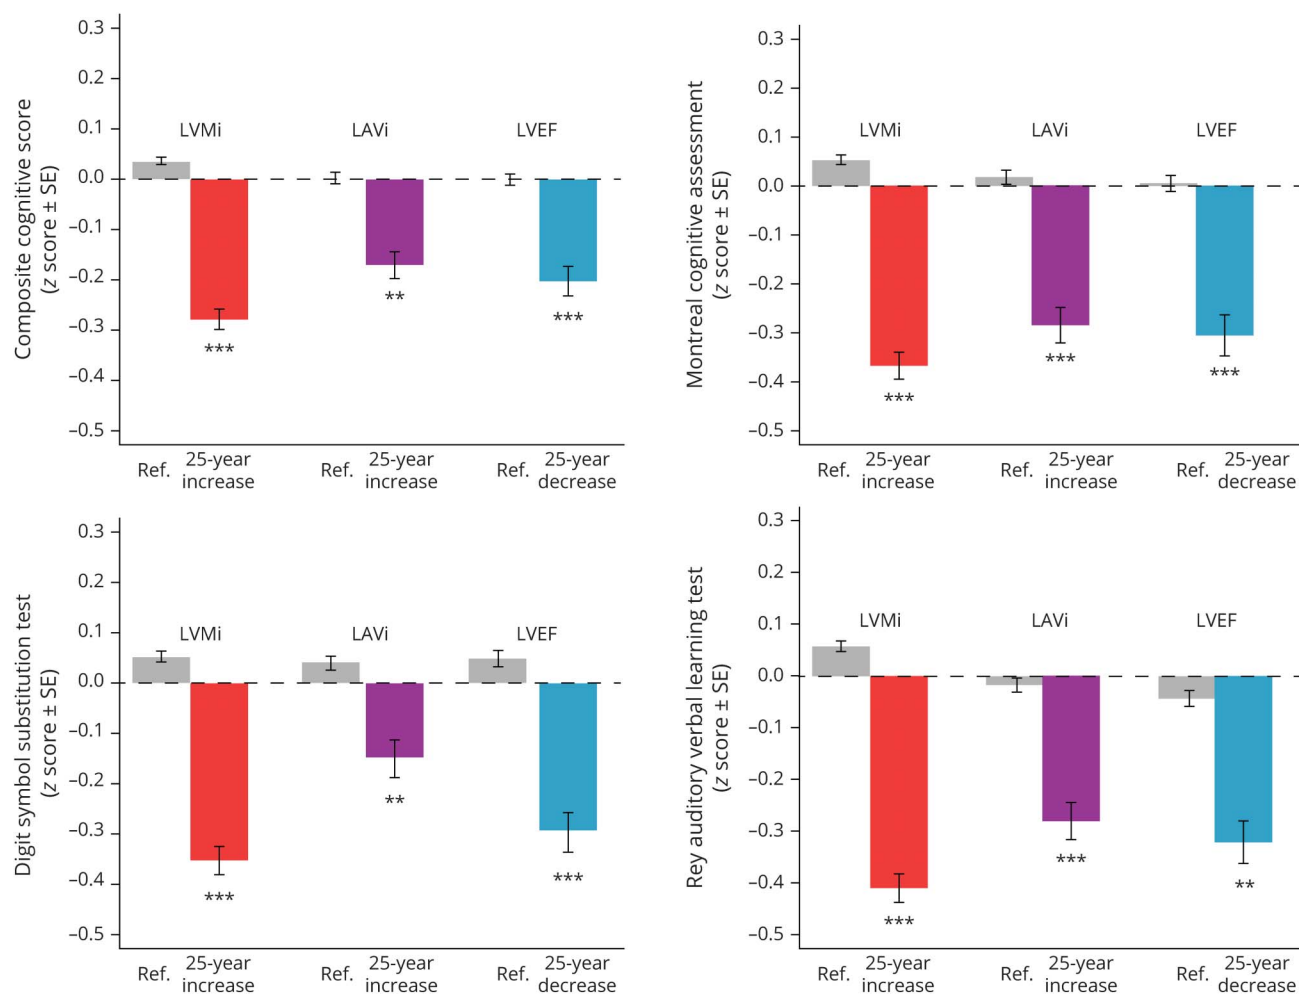 Composite cognitive score
(z score ± SE)
0.3
0.2
0.1
0.0
–0.1
–0.2
–0.3
–0.4
–0.5
LVMi
LAVi
LVEF
***
**
***
Ref.
25-year
increase
Ref.
25-year
increase
Ref.
25-year
decrease
Montreal cognitive assessment
(z score ± SE)
0.3
0.2
0.1
0.0
–0.1
–0.2
–0.3
–0.4
–0.5
LVMi
LAVi
LVEF
***
***
***
Ref.
25-year
increase
Ref.
25-year
increase
Ref.
25-year
decrease
Digit symbol substitution test
(z score ± SE)
0.3
0.2
0.1
0.0
–0.1
–0.2
–0.3
–0.4
–0.5
LVMi
LAVi
LVEF
***
**
***
Ref.
25-year
increase
Ref.
25-year
increase
Ref.
25-year
decrease
Rey auditory verbal learning test
(z score ± SE)
0.3
0.2
0.1
0.0
–0.1
–0.2
–0.3
–0.4
–0.5
LVMi
LAVi
LVEF
***
***
**
Ref.
25-year
increase
Ref.
25-year
increase
Ref.
25-year
decrease